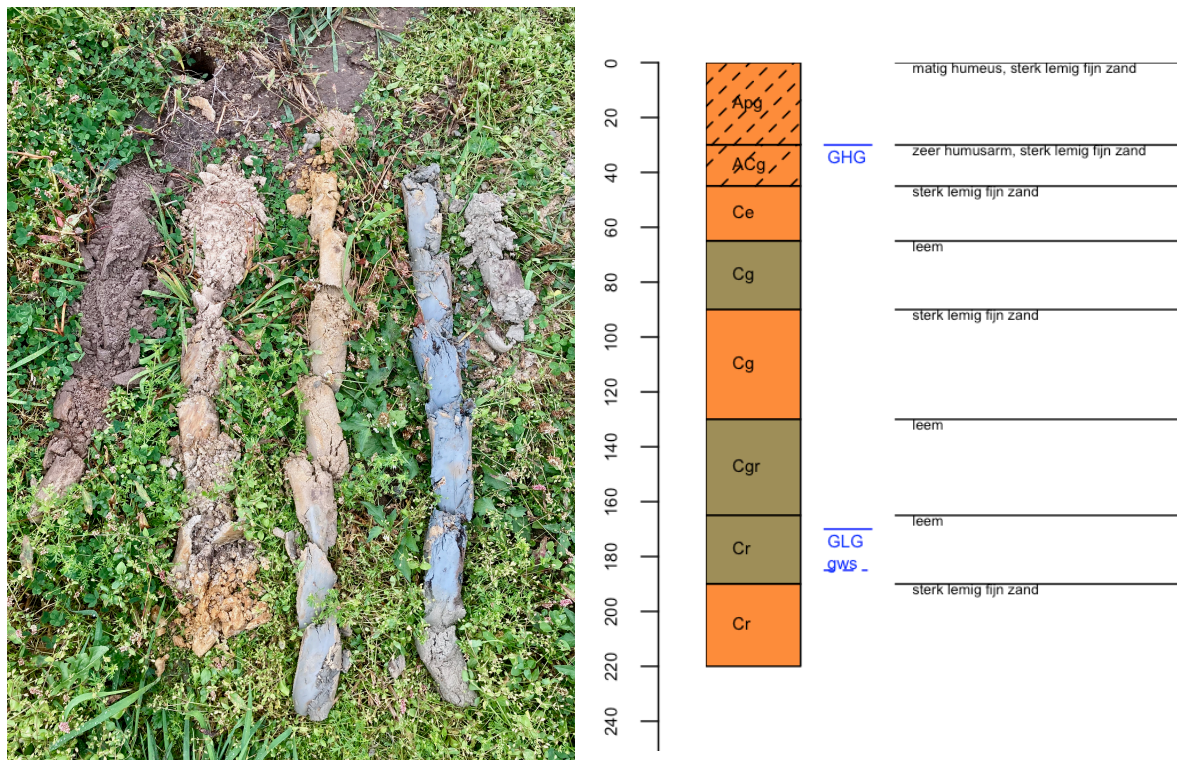 0
20
40
60
80
100
120
140
160
180
200
220
240
Apg
ACg
Ce
Cg
Cg
Cgr
Cr
Cr
GHG
GLG
gws
matig humeus, sterk lemig fijn zand
zeer humusarm, sterk lemig fijn zand
sterk lemig fijn zand
leem
sterk lemig fijn zand
leem
leem
sterk lemig fijn zand